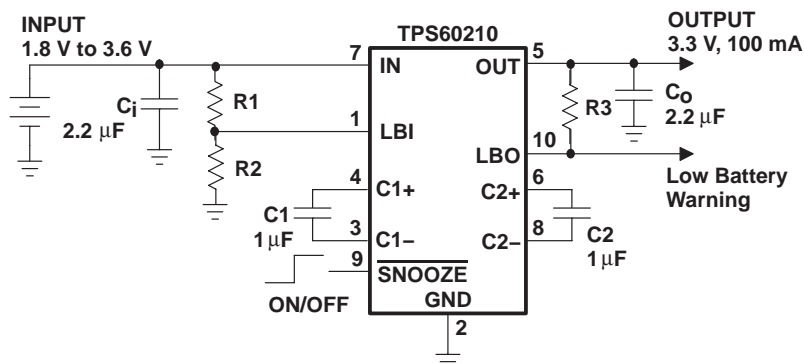 INPUT
1.8 V to 3.6 V
TPS60210
OUTPUT
3.3 V, 100 mA
7
IN
OUT
5
Ci
2.2 µF
R1
R3
Co
2.2 µF
1
LBI
R2
LBO
10
Low Battery
Warning
4
C1+
C2+
6
C1
1 µF
3
C1−
C2−
8
C2
1 µF
9
SNOOZE
ON/OFF
GND
2